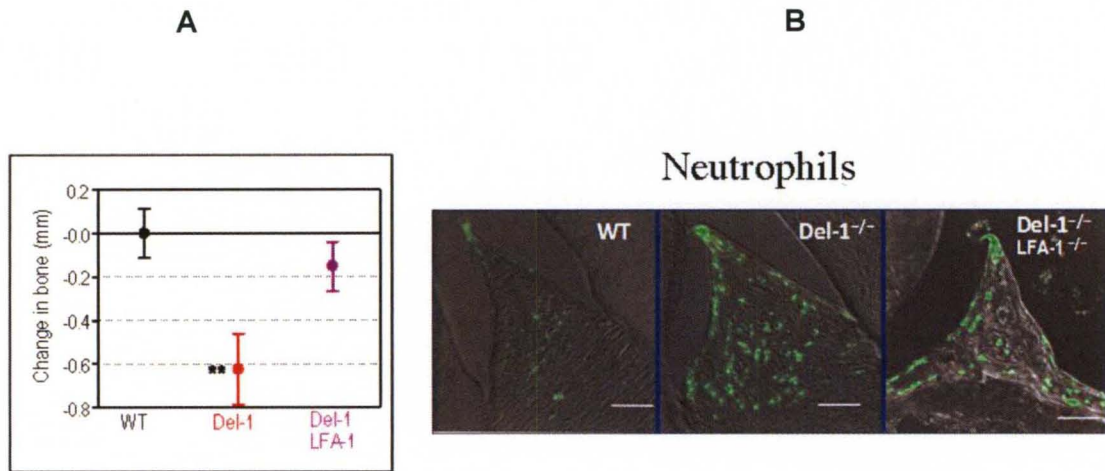 A
B
0.2
-0.0
-0.2
-0.4
-0.6
-0.8
Change in bone (mm)
**
WT
Del-1
Del-1
LFA-1
Neutrophils
WT
Del-1-/-
Del-1-/-
LFA-1-/-